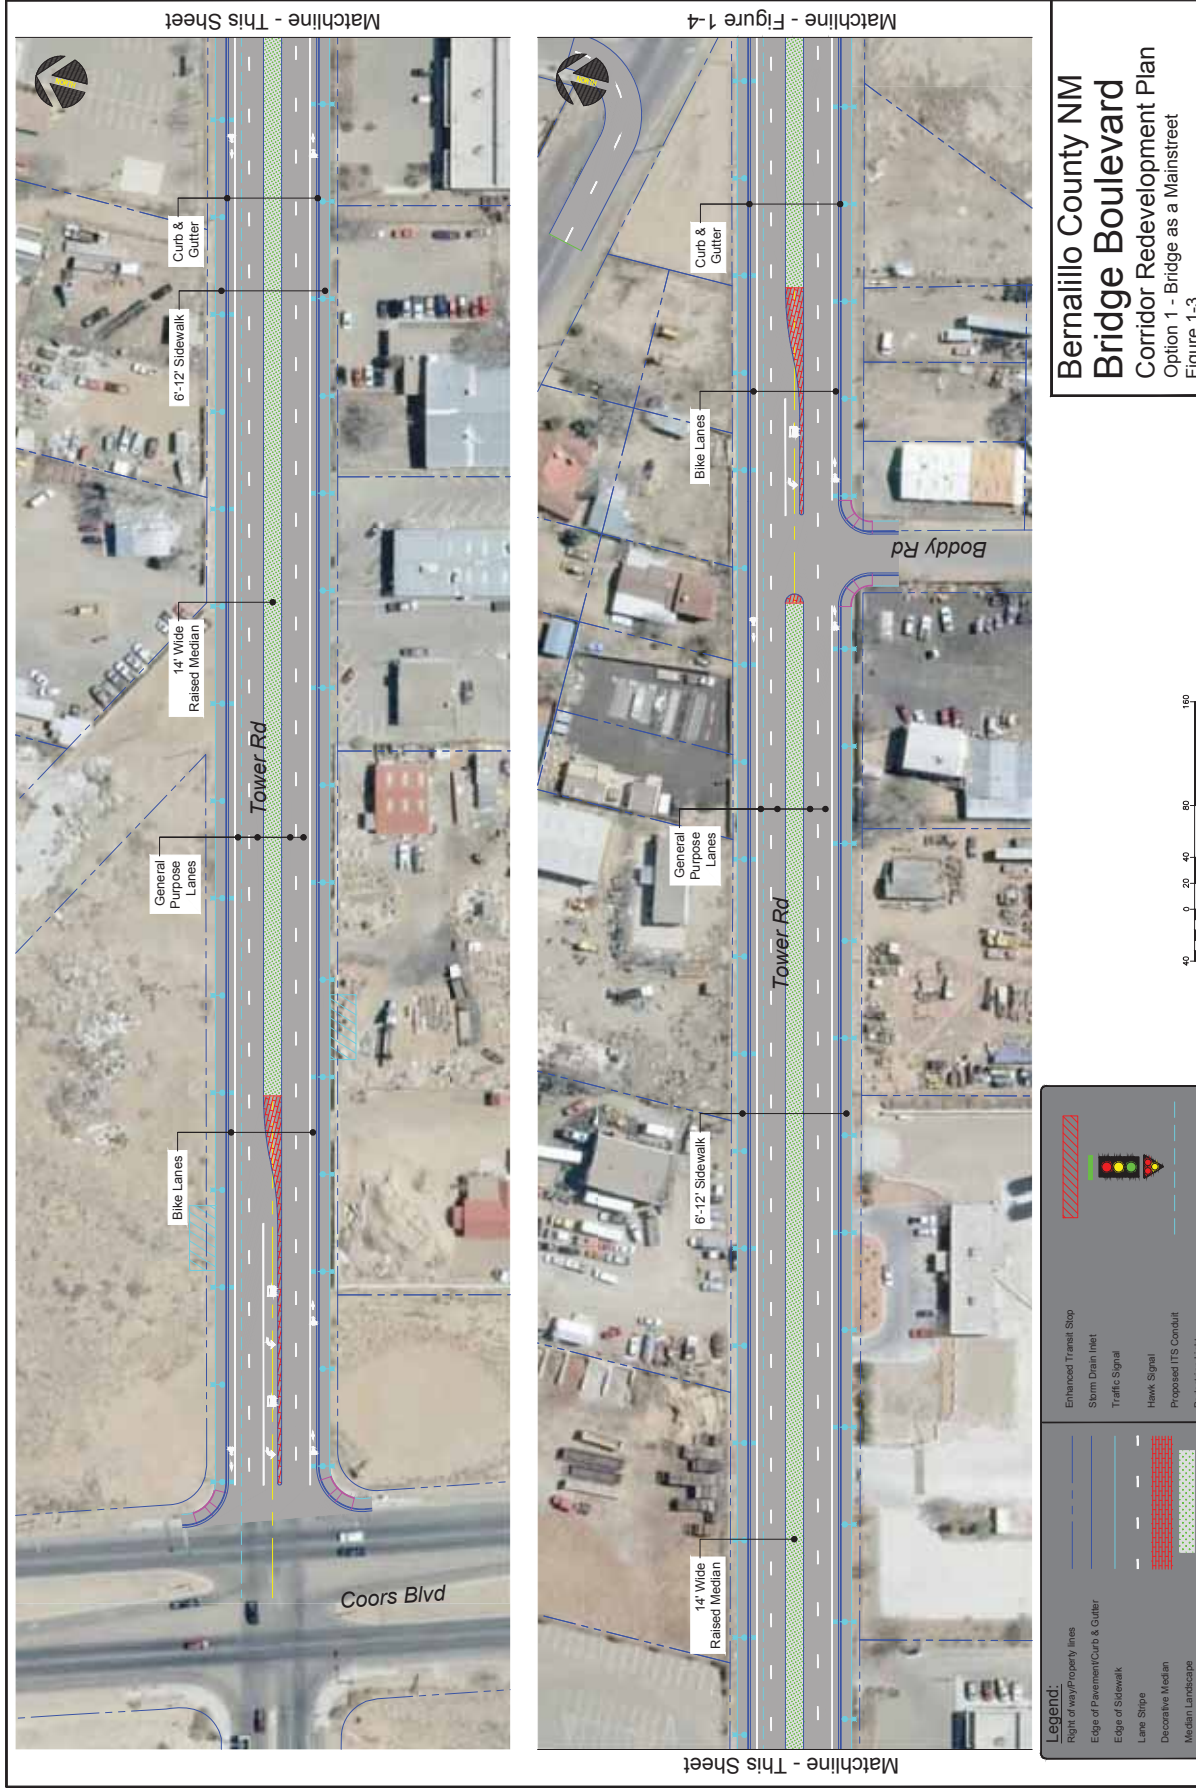 Matchline - This Sheet
Curb &
Gutter
6'-12' Sidewalk
14' Wide
Raised Median
Tower Rd
General
Purpose
Lanes
Bike Lanes
Coors Blvd
Matchline - Figure 1-4
Curb &
Gutter
Bike Lanes
Boddy Rd
General
Purpose
Lanes
Tower Rd
6'-12' Sidewalk
14' Wide
Raised Median
Matchline - This Sheet
Bernalillo County NM
Bridge Boulevard
Corridor Redevelopment Plan
Option 1 - Bridge as a Mainstreet
Figure 1-3
40 0 20 40 80 160
Legend:
Right of way/Property lines
Edge of Pavement/Curb & Gutter
Edge of Sidewalk
Lane Stripe
Decorative Median
Median Landscape
Enhanced Transit Stop
Storm Drain Inlet
Traffic Signal
Hawk Signal
Proposed ITS Conduit